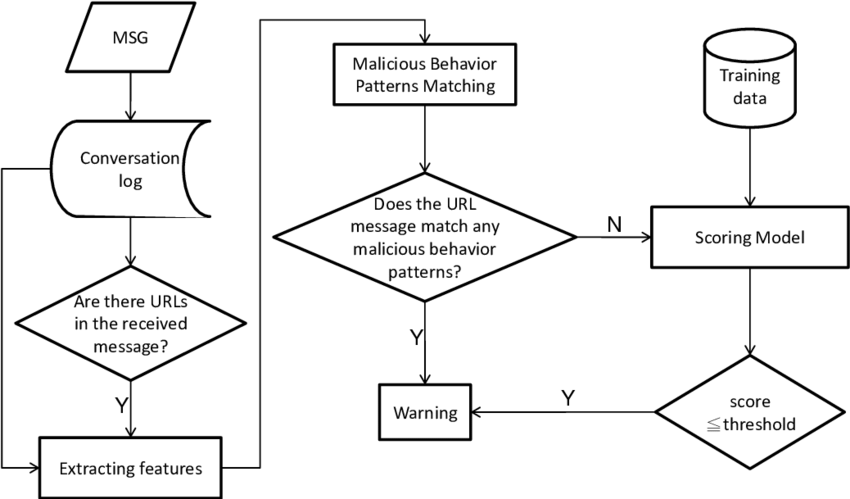 MSG
Conversation
log
Are there URLs
in the received
message?
Y
Extracting features
Malicious Behavior
Patterns Matching
Does the URL
message match any
malicious behavior
patterns?
N
Y
Warning
Training
data
Scoring Model
score
≦threshold
Y